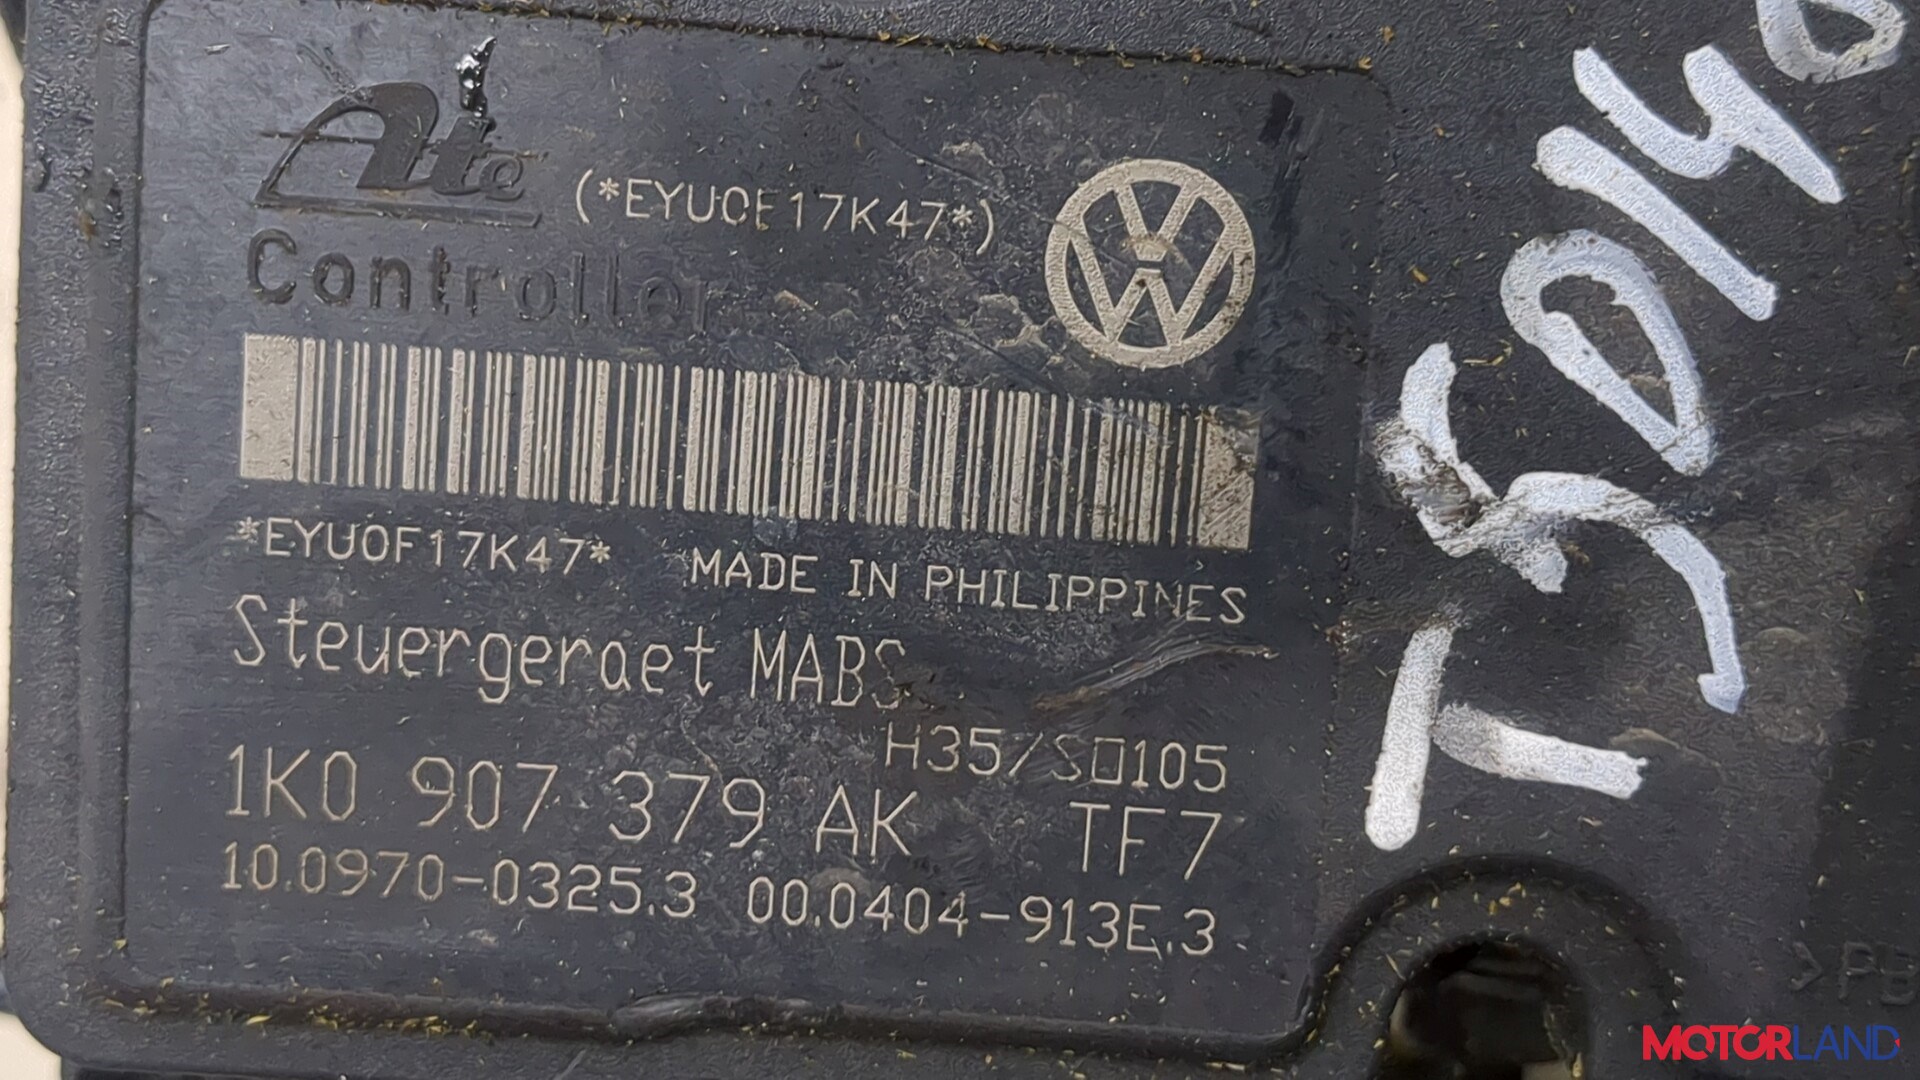 Ate
(*EYU0F17K47*)
Controller
*EYU0F17K47* MADE IN PHILIPPINES
Steuergeraet MABS
H35/S0105
1K0 907 379 AK TF7
10.0970-0325.3 00.0404-913E.3
MOTORLAND